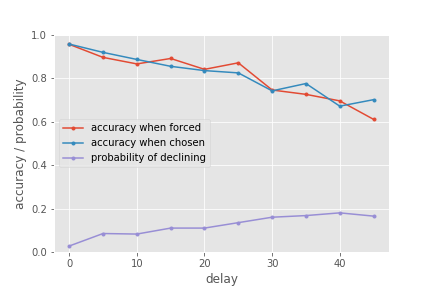 1.0
0.8
0.6
0.4
0.2
0.0
accuracy / probability
accuracy when forced
accuracy when chosen
probability of declining
0 10 20 30 40
delay